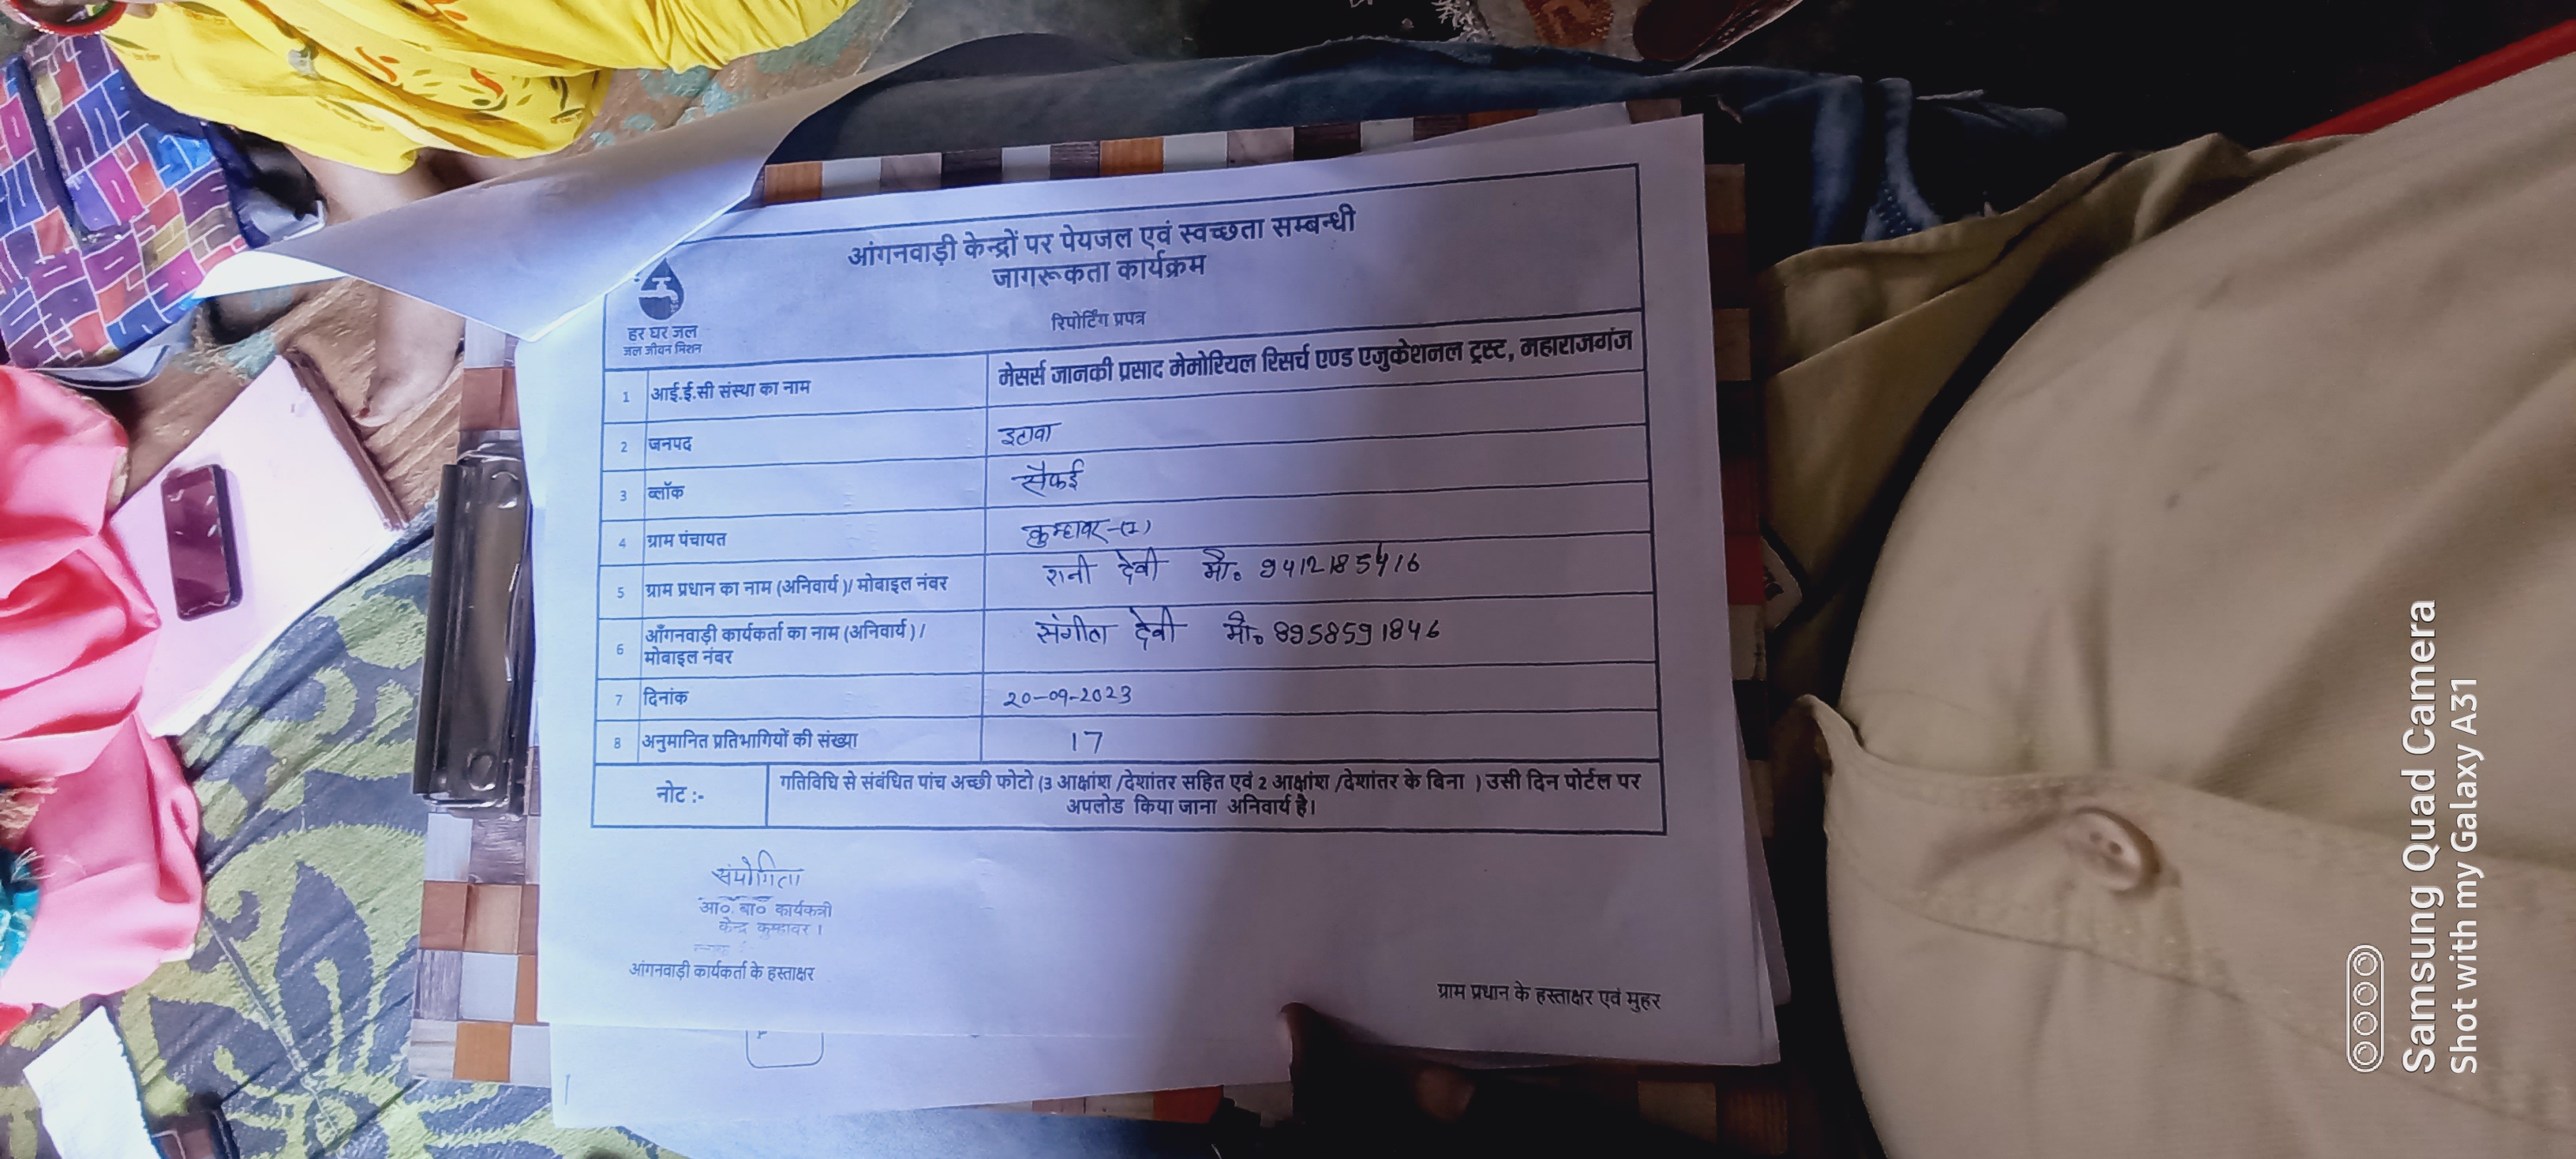 आंगनवाड़ी केन्द्रों पर पेयजल एवं स्वच्छता सम्बन्धी
जागरूकता कार्यक्रम
हर घर जल
जल जीवन मिशन
रिपोर्टिंग प्रपत्र
1 आई.ई.सी संस्था का नाम मेसर्स जानकी प्रसाद मेमोरियल रिसर्च एण्ड एजुकेशनल ट्रस्ट, महाराजगंज
2 जनपद इटावा
3 ब्लॉक सैफई
4 ग्राम पंचायत कुम्हावर-(1)
5 ग्राम प्रधान का नाम (अनिवार्य )/ मोबाइल नंबर रानी देवी मो० 9412185416
6 आँगनवाड़ी कार्यकर्ता का नाम (अनिवार्य ) /
मोबाइल नंबर संगीता देवी मो० 8958591846
7 दिनांक 20-09-2023
8 अनुमानित प्रतिभागियों की संख्या 17
नोट :- गतिविधि से संबंधित पांच अच्छी फोटो (3 आक्षांश /देशांतर सहित एवं 2 आक्षांश /देशांतर के बिना ) उसी दिन पोर्टल पर
अपलोड किया जाना अनिवार्य है।
आ० बा० कार्यकत्री
केन्द्र कुम्हावर ।
आंगनवाड़ी कार्यकर्ता के हस्ताक्षर
ग्राम प्रधान के हस्ताक्षर एवं मुहर
Samsung Quad Camera
Shot with my Galaxy A31